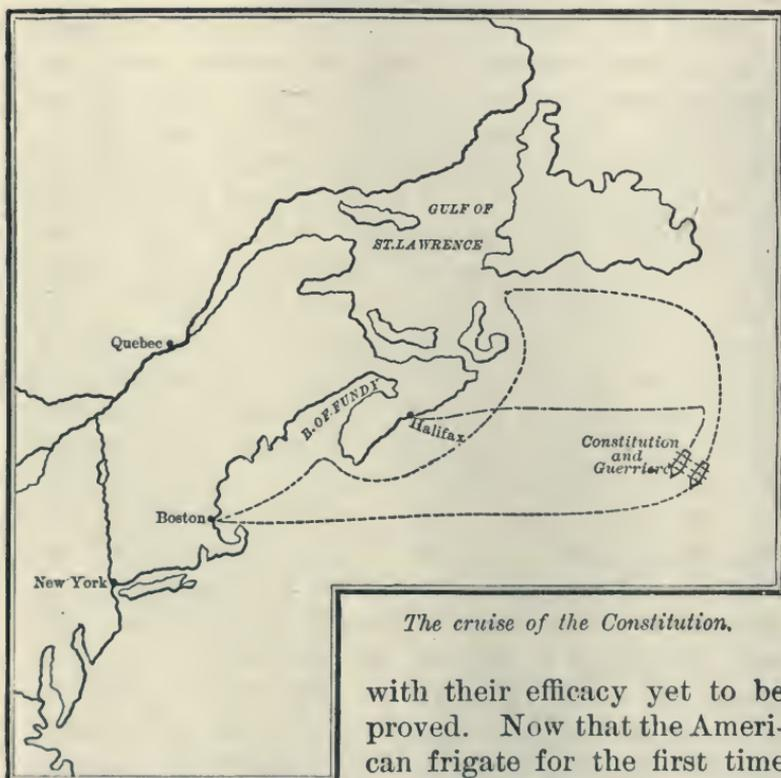 GULF OF
ST. LAWRENCE
Quebec
B. OF. FUNDY
Halifax
Constitution
and
Guerriere
Boston
New York
The cruise of the Constitution.
with their efficacy yet to be
proved. Now that the Ameri-
can frigate for the first time